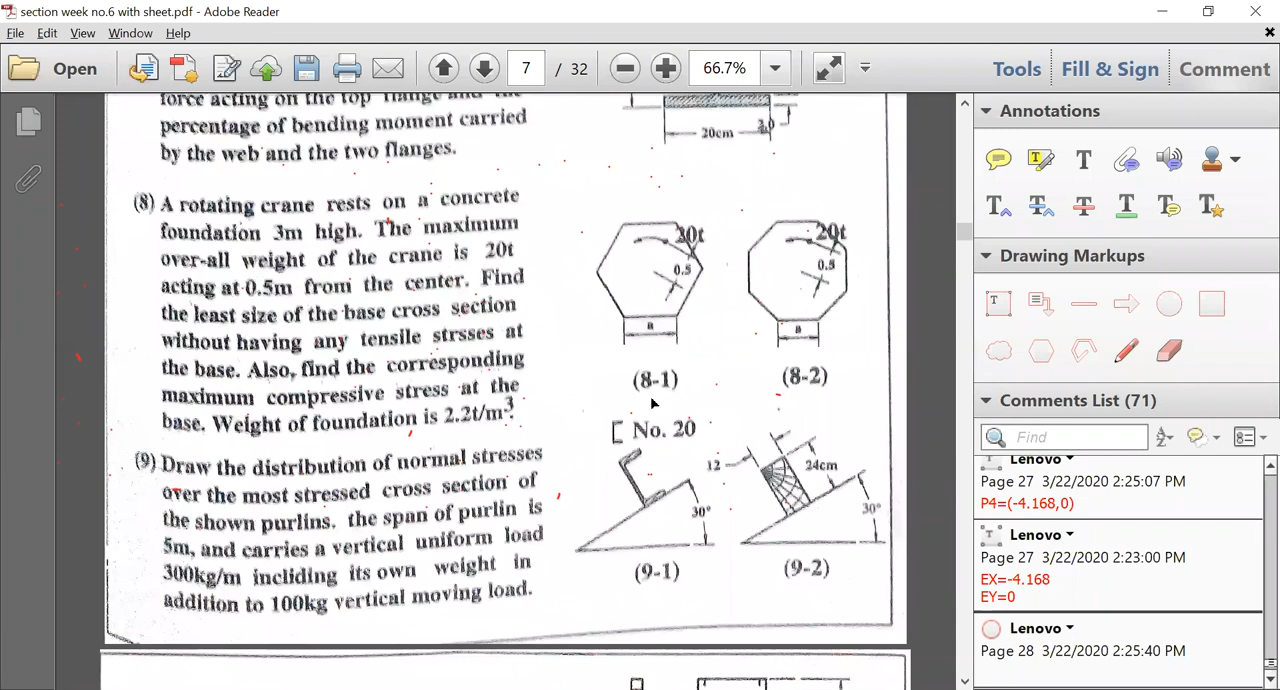 section week no.6 with sheet.pdf - Adobe Reader
File Edit View Window Help
Open 7 / 32 66.7% Tools Fill & Sign Comment
force acting on the top flange and the
percentage of bending moment carried
by the web and the two flanges.
20cm
2.0
(8) A rotating crane rests on a concrete
foundation 3m high. The maximum
over-all weight of the crane is 20t
acting at 0.5m from the center. Find
the least size of the base cross section
without having any tensile strsses at
the base. Also, find the corresponding
maximum compressive stress at the
base. Weight of foundation is 2.2t/m³.
20t
0.5
a
(8-1)
20t
0.5
a
(8-2)
(9) Draw the distribution of normal stresses
over the most stressed cross section of
the shown purlins. the span of purlin is
5m, and carries a vertical uniform load
300kg/m incliding its own weight in
addition to 100kg vertical moving load.
[ No. 20
30°
(9-1)
12
24cm
30°
(9-2)
Annotations
Drawing Markups
Comments List (71)
Find
Lenovo
Page 27 3/22/2020 2:25:07 PM
P4=(-4.168,0)
Lenovo
Page 27 3/22/2020 2:23:00 PM
EX=-4.168
EY=0
Lenovo
Page 28 3/22/2020 2:25:40 PM